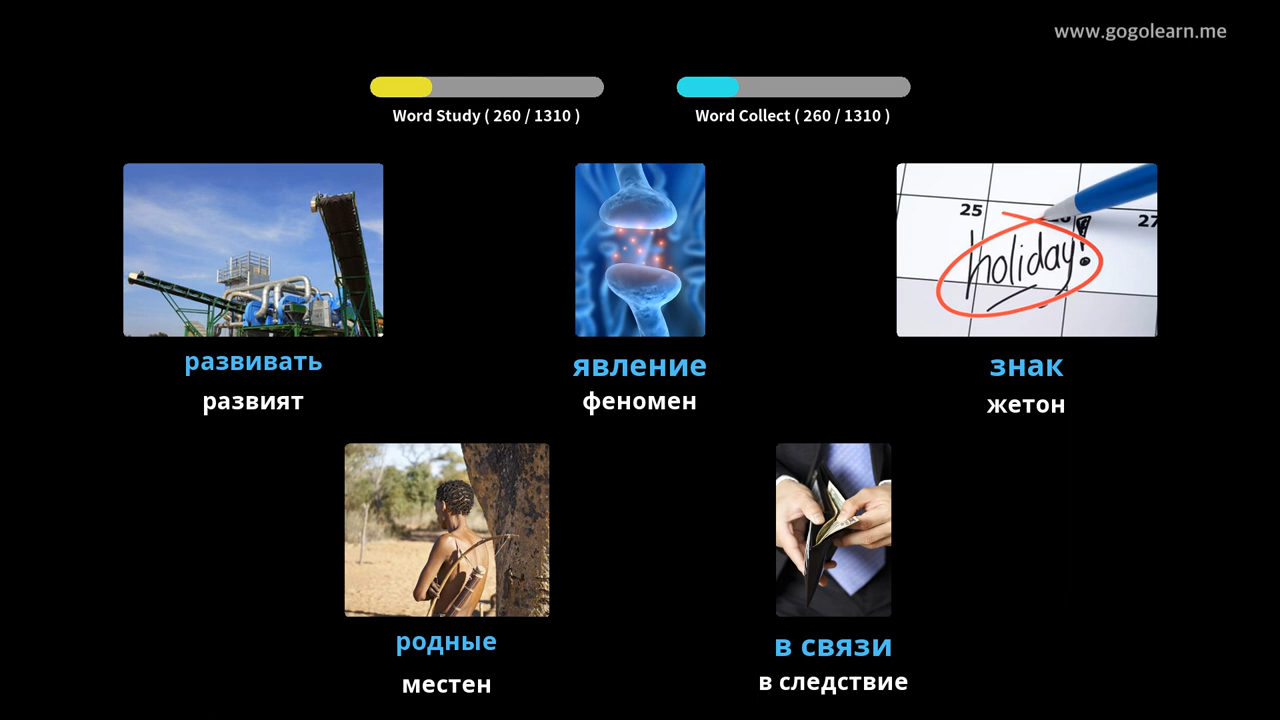 www.gogolearn.me
Word Study ( 260 / 1310 )
Word Collect ( 260 / 1310 )
25
27
holiday!
развивать
явление
знак
развият
феномен
жетон
родные
в связи
местен
в следствие